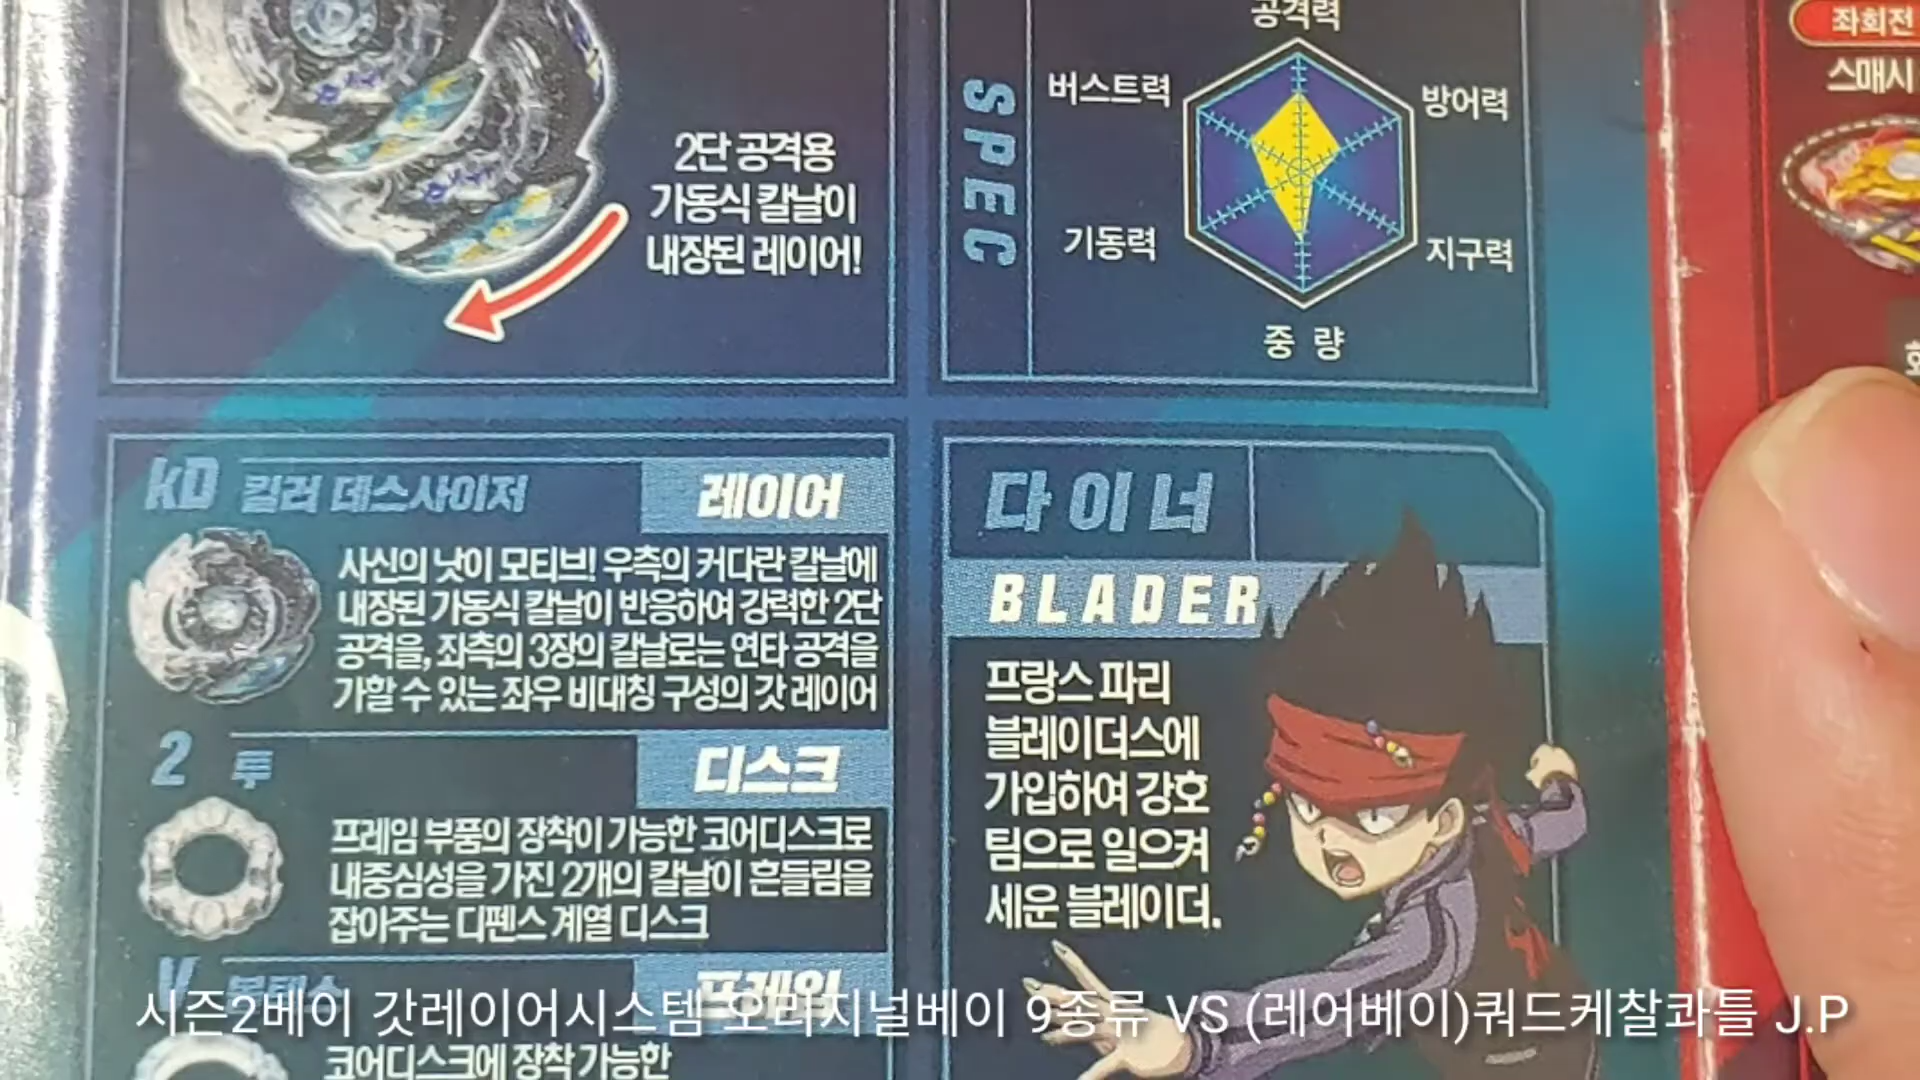 공격력
좌회전
스매시
버스트력
방어력
SPEC
2단 공격용
가동식 칼날이
내장된 레이어!
기동력
지구력
중 량
kD 킬러 데스사이저
레이어
사신의 낫이 모티브! 우측의 커다란 칼날에
내장된 가동식 칼날이 반응하여 강력한 2단
공격을, 좌측의 3장의 칼날로는 연타 공격을
가할 수 있는 좌우 비대칭 구성의 갓 레이어
2 투
디스크
프레임 부품의 장착이 가능한 코어디스크로
내중심성을 가진 2개의 칼날이 흔들림을
잡아주는 디펜스 계열 디스크
V 볼텍스
프레임
코어디스크에 장착 가능한
다이너
BLADER
프랑스 파리
블레이더스에
가입하여 강호
팀으로 일으켜
세운 블레이더.
시즌2베이 갓레이어시스템 오리지널베이 9종류 VS (레어베이)쿼드케찰콰틀 J.P